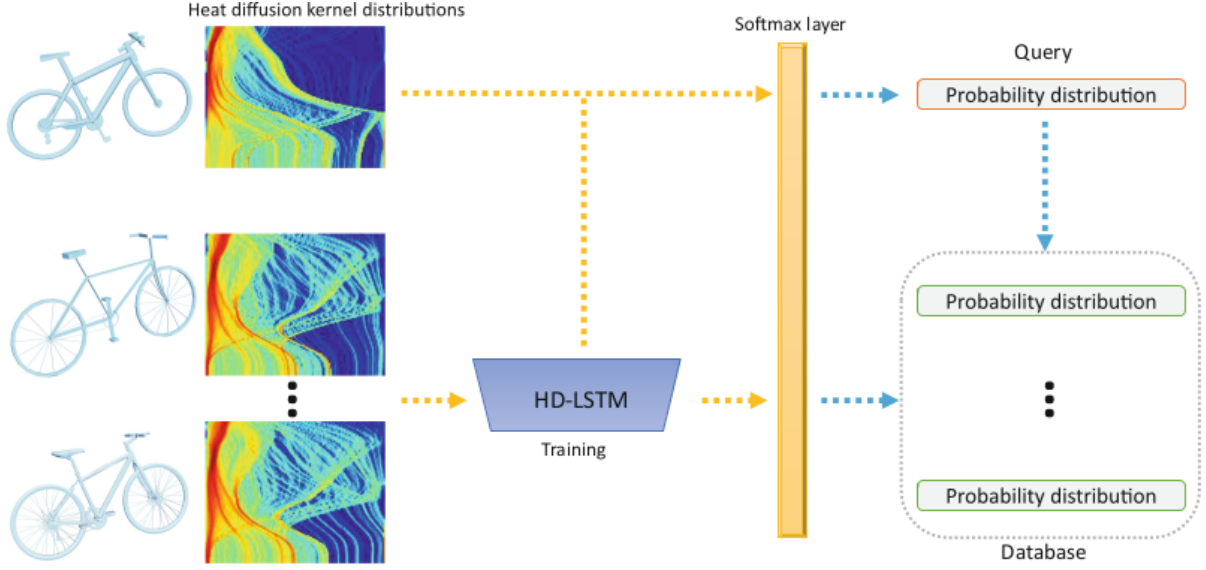 Heat diffusion kernel distributions
Softmax layer
Query
Probability distribution
Probability distribution
HD-LSTM
Training
Probability distribution
Database